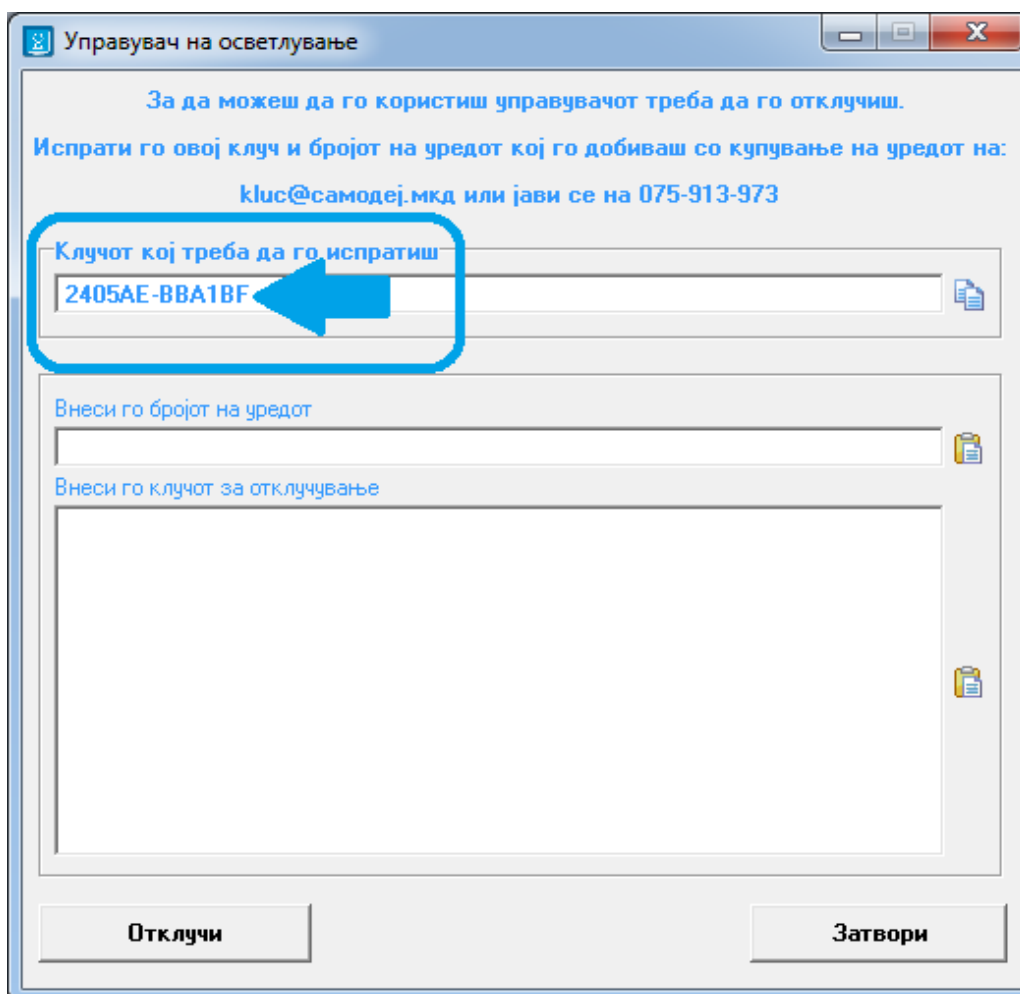 Управувач на осветлување
За да можеш да го користиш управувачот треба да го отклучиш.
Испрати го овој клуч и бројот на уредот кој го добиваш со купување на уредот на:
kluc@самодеј.мкд или јави се на 075-913-973
Клучот кој треба да го испратиш
2405AE-BBA1BF
Внеси го бројот на уредот
Внеси го клучот за отклучување
Отклучи
Затвори